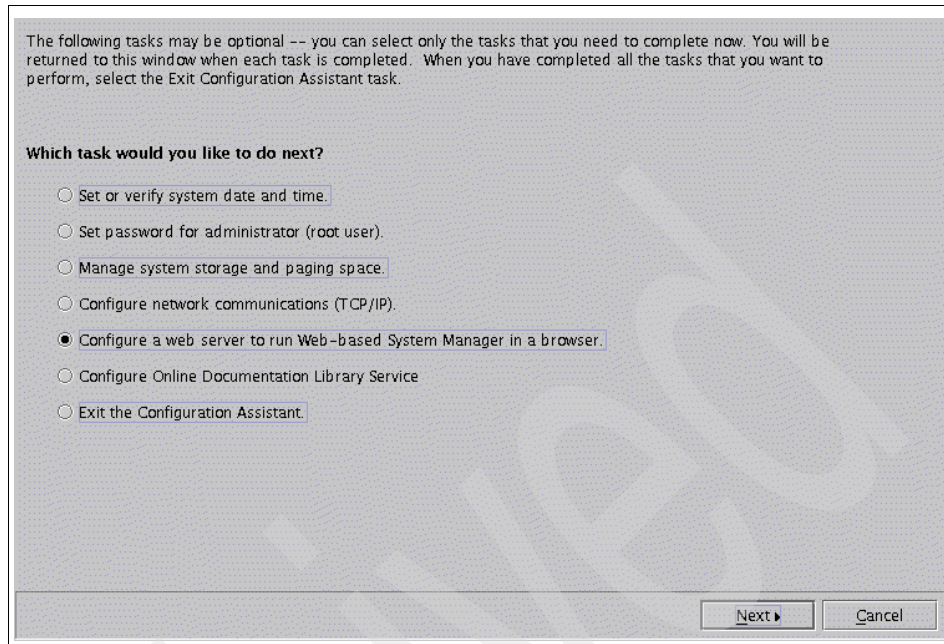 The following tasks may be optional -- you can select only the tasks that you need to complete now. You will be
returned to this window when each task is completed. When you have completed all the tasks that you want to
perform, select the Exit Configuration Assistant task.
Which task would you like to do next?
Set or verify system date and time.
Set password for administrator (root user).
Manage system storage and paging space.
Configure network communications (TCP/IP).
Configure a web server to run Web-based System Manager in a browser.
Configure Online Documentation Library Service
Exit the Configuration Assistant.
Next
Cancel